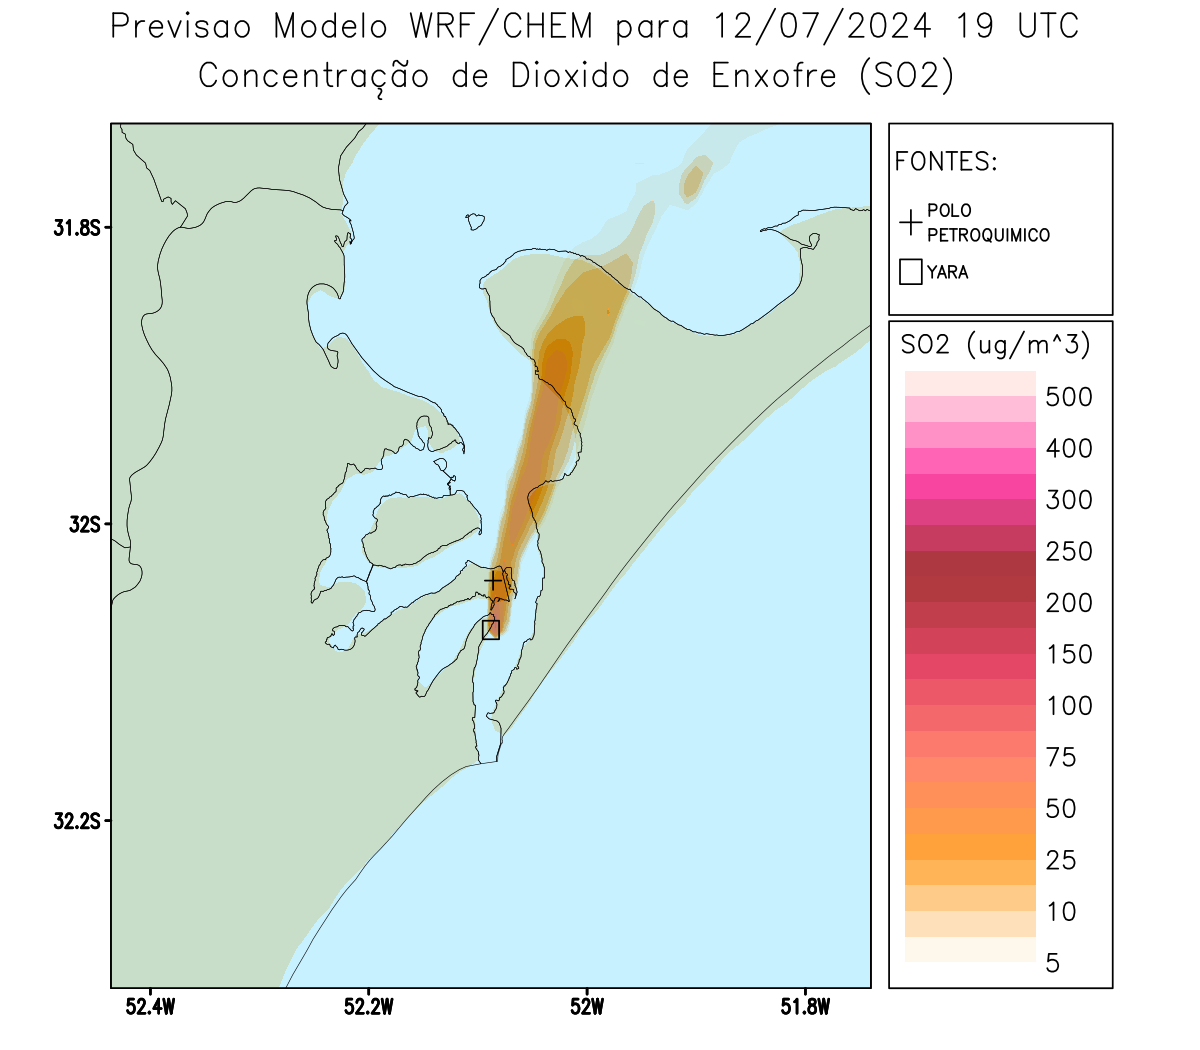 Previsao Modelo WRF/CHEM para 12/07/2024 19 UTC
Concentração de Dioxido de Enxofre (SO2)
FONTES:
POLO
PETROQUIMICO
YARA
31.8S
32S
32.2S
52.4W
52.2W
52W
51.8W
SO2 (ug/m^3)
500
400
300
250
200
150
100
75
50
25
10
5